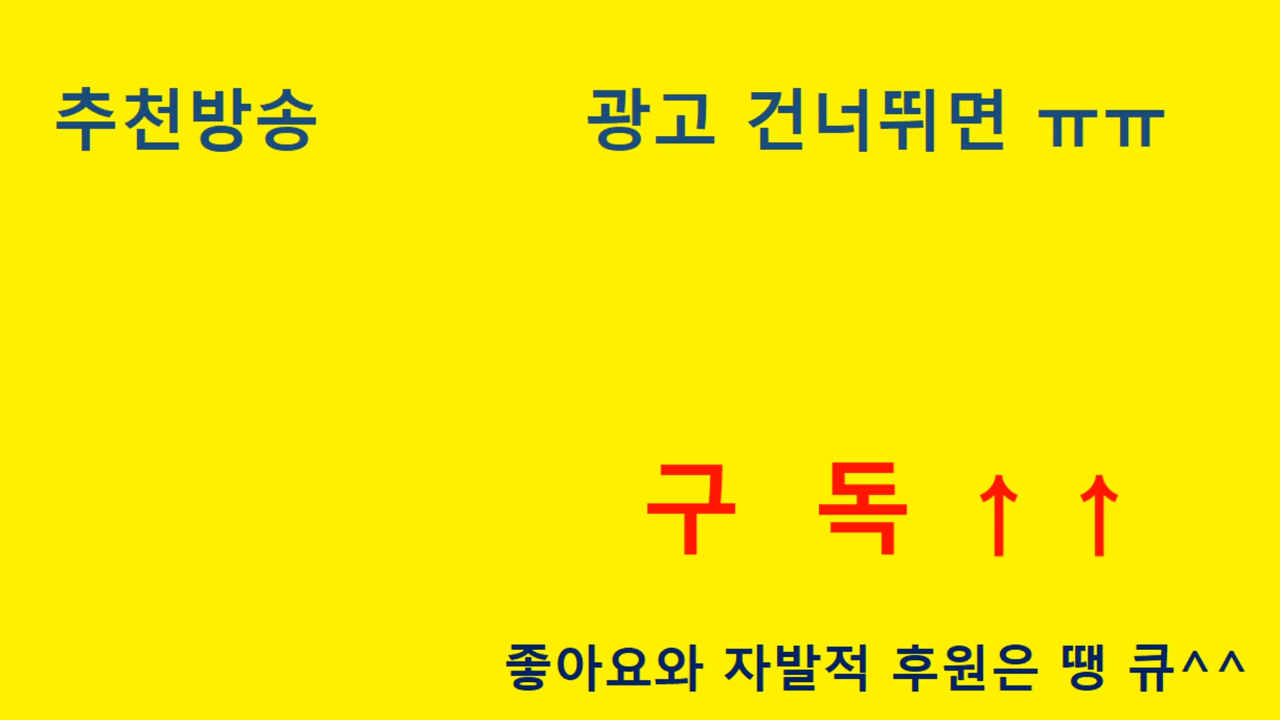 추천방송
광고 건너뛰면 ㅠㅠ
구 독 ↑ ↑
좋아요와 자발적 후원은 땡 큐^^